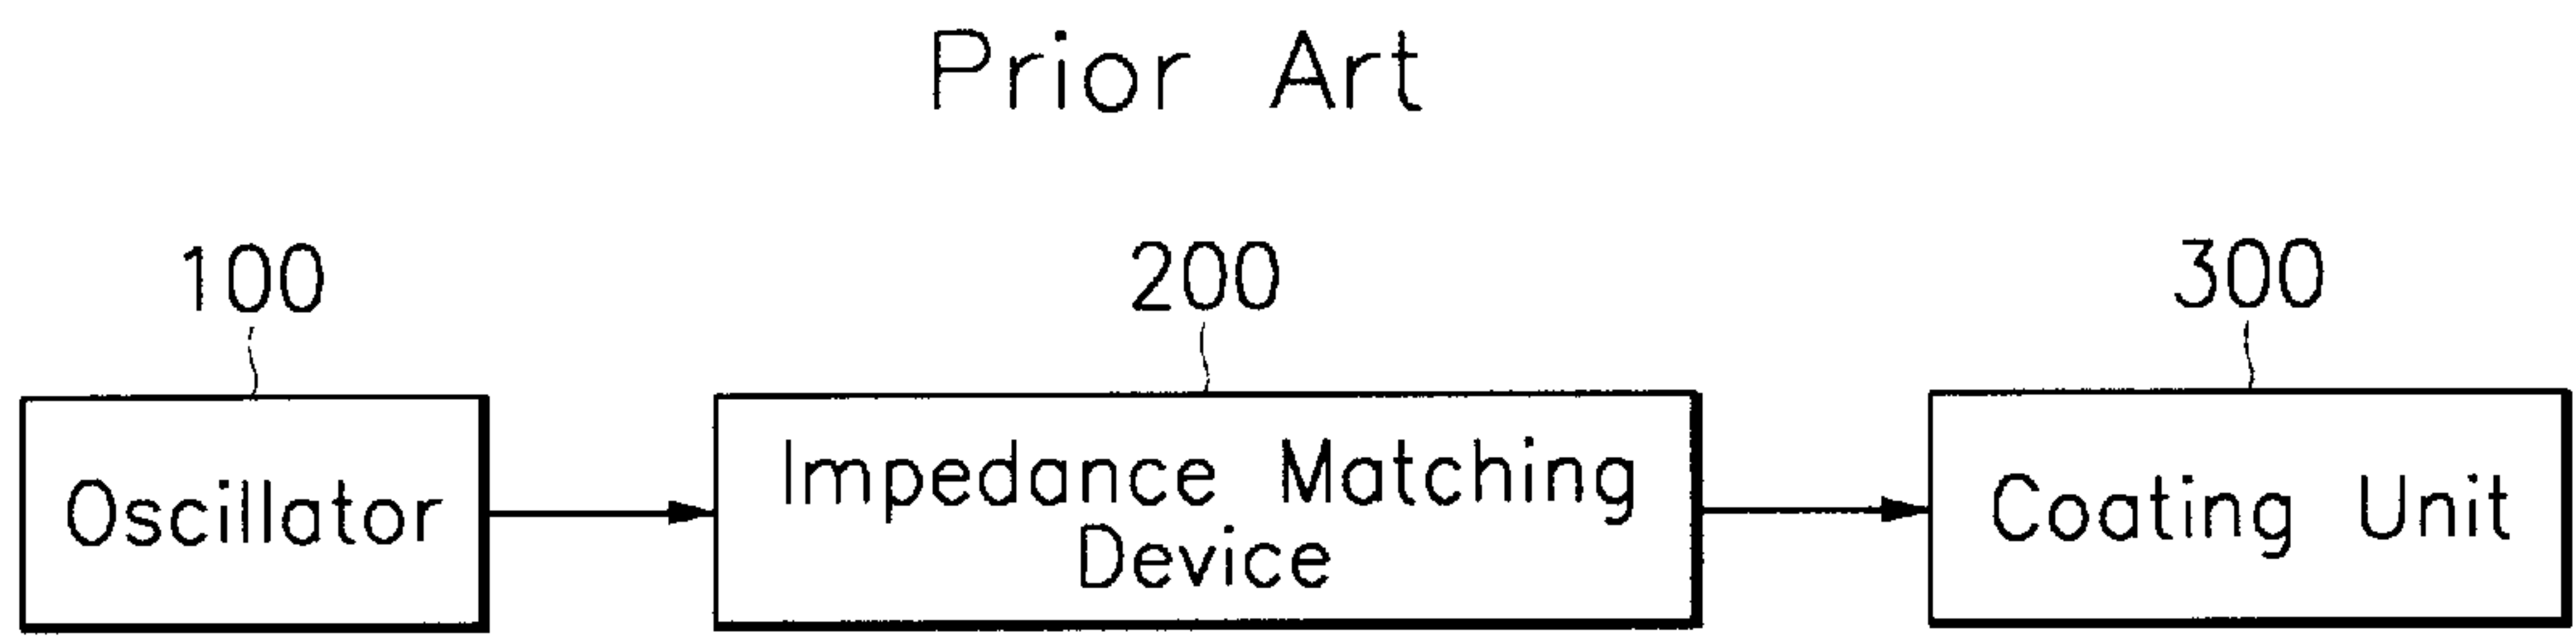 Prior Art
100
200
300
Oscillator
Impedance Matching
Device
Coating Unit